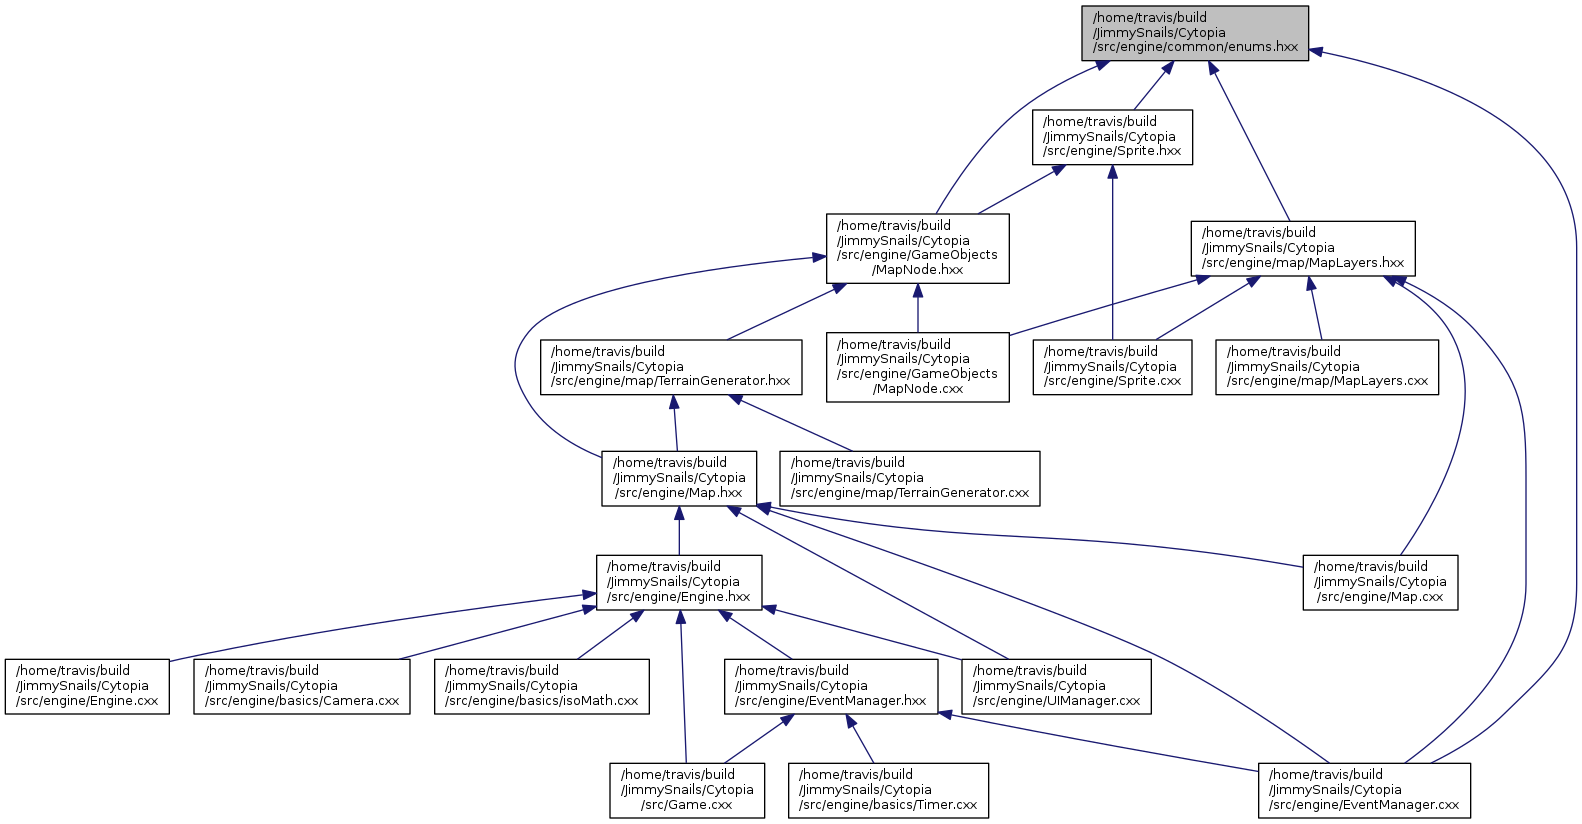 /home/travis/build
/JimmySnails/Cytopia
/src/engine/common/enums.hxx
/home/travis/build
/JimmySnails/Cytopia
/src/engine/Sprite.hxx
/home/travis/build
/JimmySnails/Cytopia
/src/engine/GameObjects
/MapNode.hxx
/home/travis/build
/JimmySnails/Cytopia
/src/engine/map/MapLayers.hxx
/home/travis/build
/JimmySnails/Cytopia
/src/engine/map/TerrainGenerator.hxx
/home/travis/build
/JimmySnails/Cytopia
/src/engine/GameObjects
/MapNode.cxx
/home/travis/build
/JimmySnails/Cytopia
/src/engine/Sprite.cxx
/home/travis/build
/JimmySnails/Cytopia
/src/engine/map/MapLayers.cxx
/home/travis/build
/JimmySnails/Cytopia
/src/engine/Map.hxx
/home/travis/build
/JimmySnails/Cytopia
/src/engine/map/TerrainGenerator.cxx
/home/travis/build
/JimmySnails/Cytopia
/src/engine/Engine.hxx
/home/travis/build
/JimmySnails/Cytopia
/src/engine/Map.cxx
/home/travis/build
/JimmySnails/Cytopia
/src/engine/Engine.cxx
/home/travis/build
/JimmySnails/Cytopia
/src/engine/basics/Camera.cxx
/home/travis/build
/JimmySnails/Cytopia
/src/engine/basics/isoMath.cxx
/home/travis/build
/JimmySnails/Cytopia
/src/engine/EventManager.hxx
/home/travis/build
/JimmySnails/Cytopia
/src/engine/UIManager.cxx
/home/travis/build
/JimmySnails/Cytopia
/src/Game.cxx
/home/travis/build
/JimmySnails/Cytopia
/src/engine/basics/Timer.cxx
/home/travis/build
/JimmySnails/Cytopia
/src/engine/EventManager.cxx